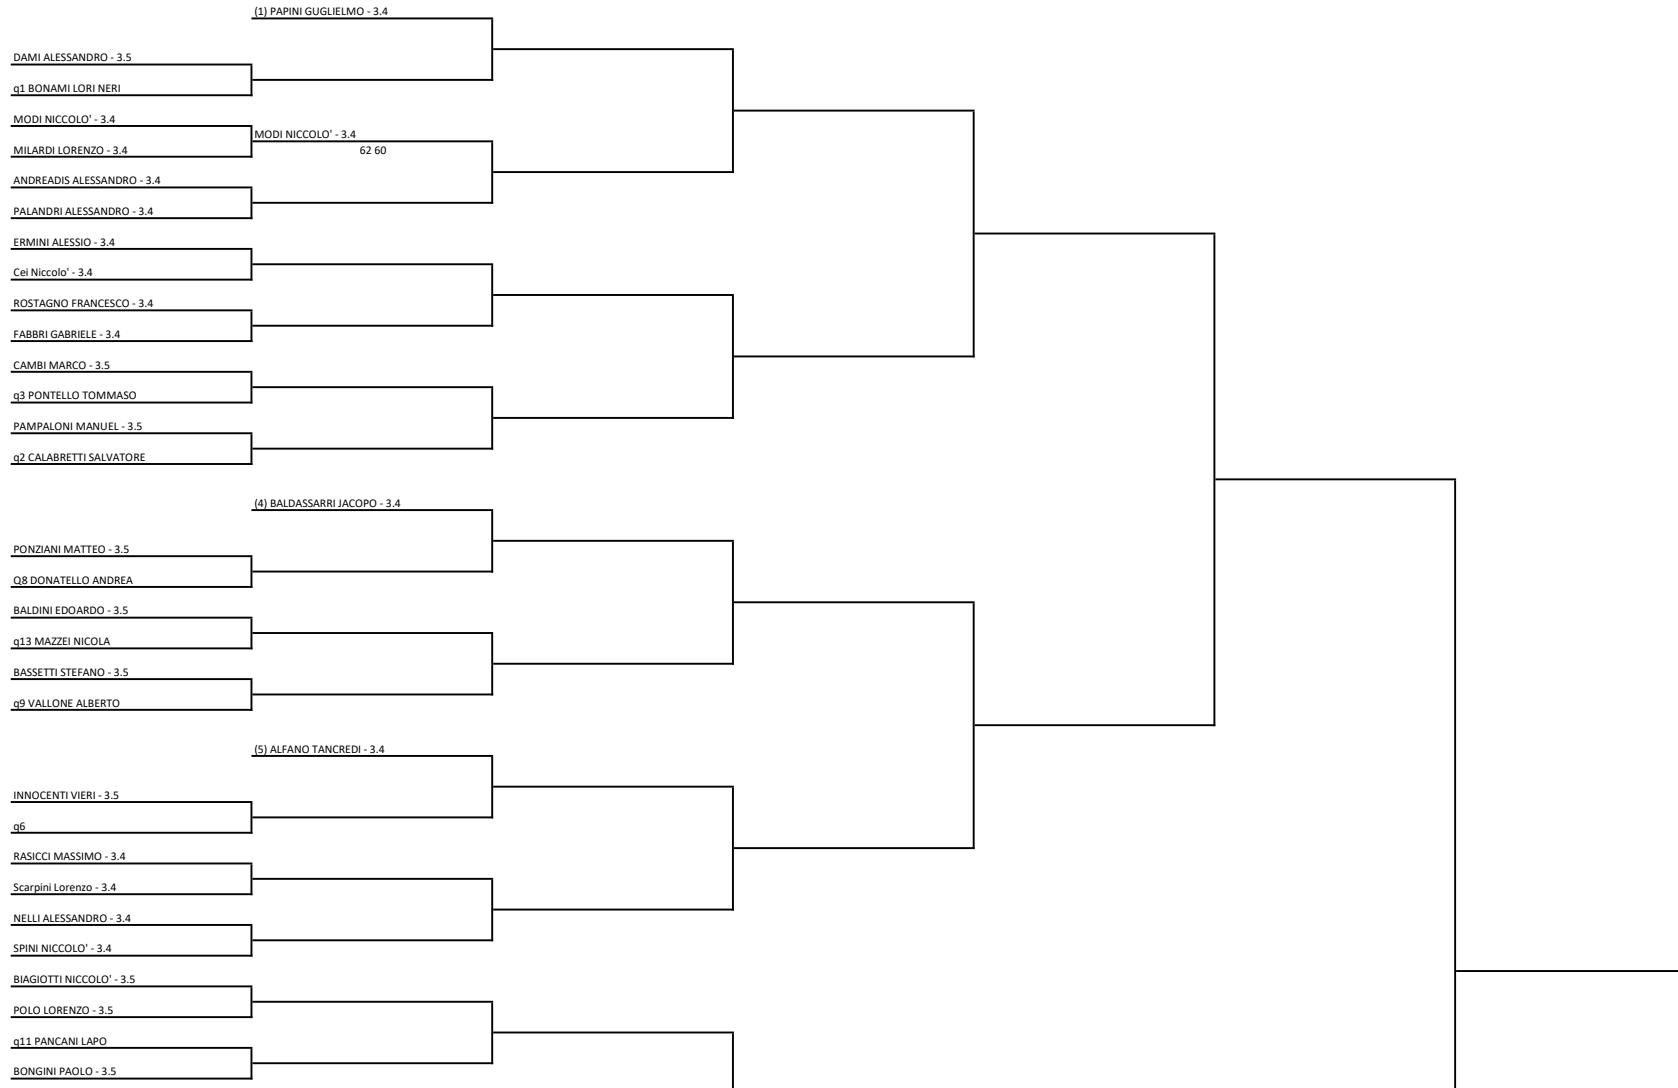 (1) PAPINI GUGLIELMO - 3.4
DAMI ALESSANDRO - 3.5
q1 BONAMI LORI NERI
MODI NICCOLO' - 3.4
MODI NICCOLO' - 3.4
MILARDI LORENZO - 3.4
62 60
ANDREADIS ALESSANDRO - 3.4
PALANDRI ALESSANDRO - 3.4
ERMINI ALESSIO - 3.4
Cei Niccolo' - 3.4
ROSTAGNO FRANCESCO - 3.4
FABBRI GABRIELE - 3.4
CAMBI MARCO - 3.5
q3 PONTELLO TOMMASO
PAMPALONI MANUEL - 3.5
q2 CALABRETTI SALVATORE
(4) BALDASSARRI JACOPO - 3.4
PONZIANI MATTEO - 3.5
Q8 DONATELLO ANDREA
BALDINI EDOARDO - 3.5
q13 MAZZEI NICOLA
BASSETTI STEFANO - 3.5
q9 VALLONE ALBERTO
(5) ALFANO TANCREDI - 3.4
INNOCENTI VIERI - 3.5
q6
RASICCI MASSIMO - 3.4
Scarpini Lorenzo - 3.4
NELLI ALESSANDRO - 3.4
SPINI NICCOLO' - 3.4
BIAGIOTTI NICCOLO' - 3.5
POLO LORENZO - 3.5
q11 PANCANI LAPO
BONGINI PAOLO - 3.5